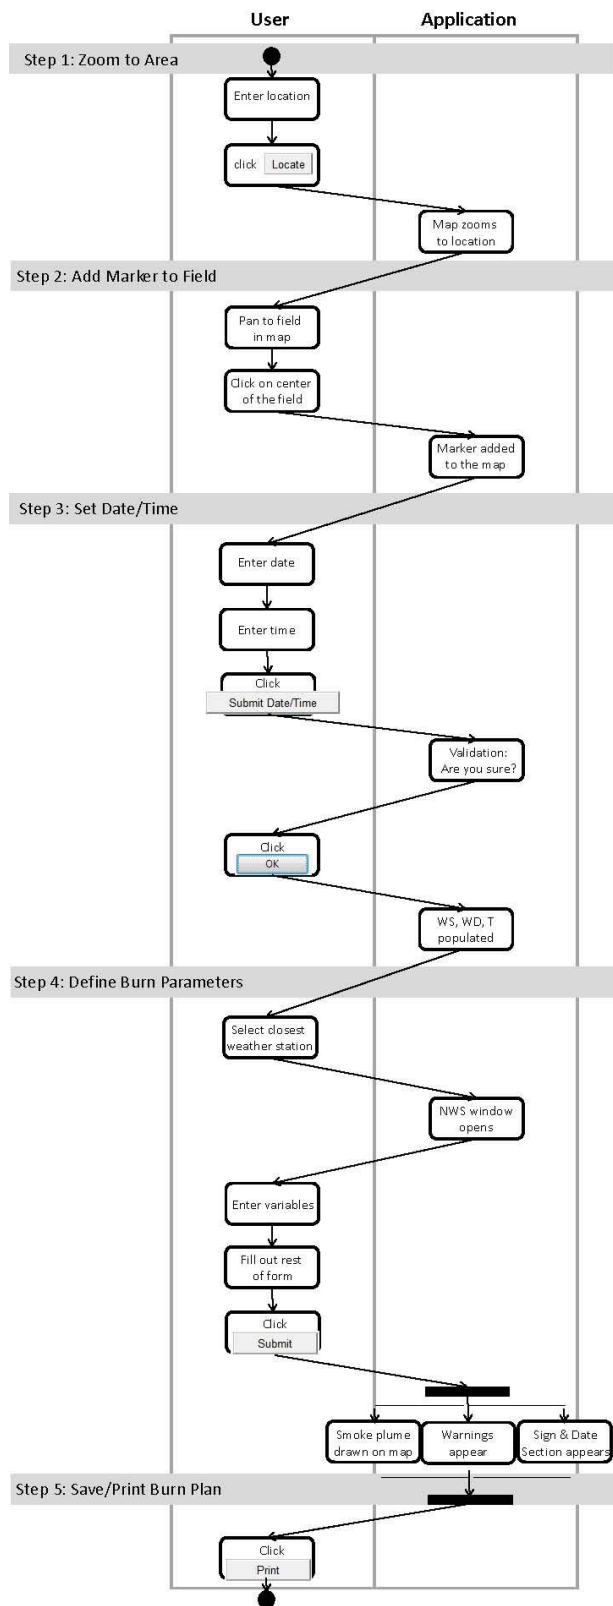 User
Application
Step 1: Zoom to Area
Enter location
click Locate
Map zooms
to location
Step 2: Add Marker to Field
Pan to field
in map
Click on center
of the field
Marker added
to the map
Step 3: Set Date/Time
Enter date
Enter time
Click
Submit Date/Time
Validation:
Are you sure?
Click
OK
WS, WD, T
populated
Step 4: Define Burn Parameters
Select closest
weather station
NWS window
opens
Enter variables
Fill out rest
of form
Click
Submit
Smoke plume
drawn on map
Warnings
appear
Sign & Date
Section appears
Step 5: Save/Print Burn Plan
Click
Print